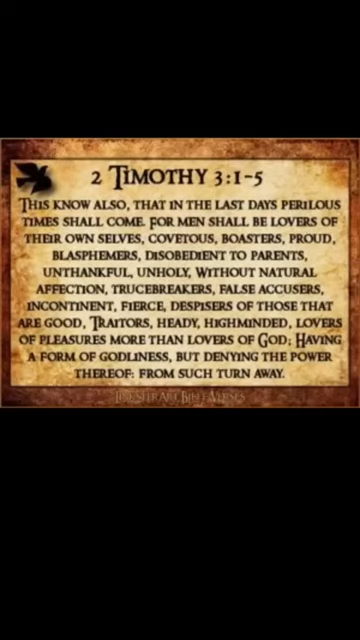 2 Timothy 3:1-5
This know also, that in the last days perilous
times shall come. For men shall be lovers of
their own selves, covetous, boasters, proud,
blasphemers, disobedient to parents,
unthankful, unholy, Without natural
affection, trucebreakers, false accusers,
incontinent, fierce, despisers of those that
are good, Traitors, heady, highminded, lovers
of pleasures more than lovers of God; Having
a form of godliness, but denying the power
thereof: from such turn away.
Verses